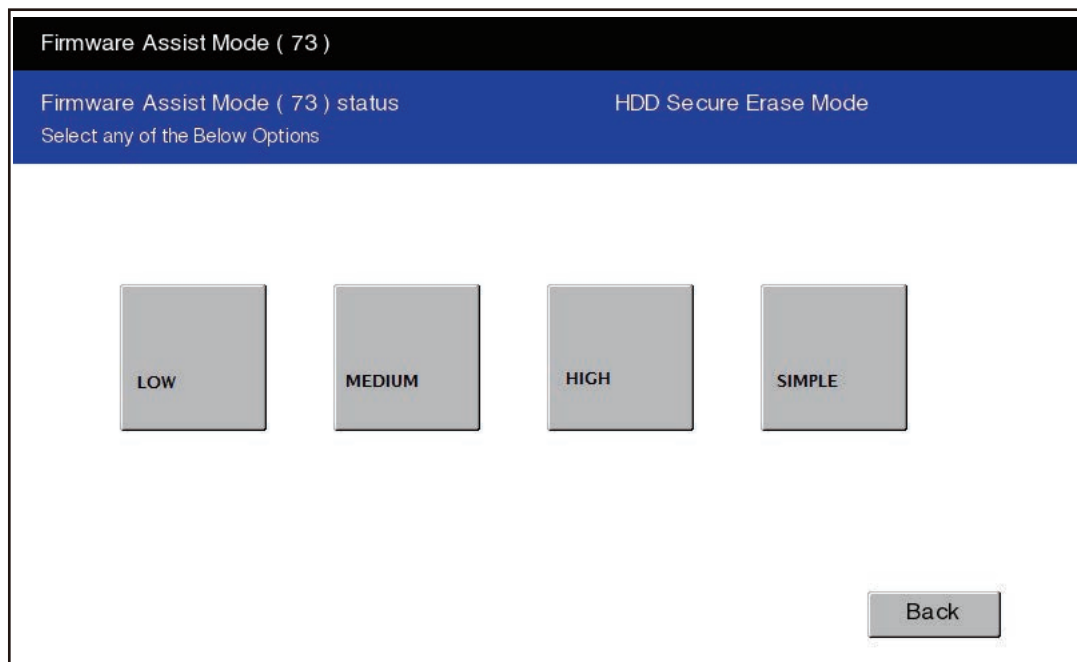 Firmware Assist Mode ( 73 )
Firmware Assist Mode ( 73 ) status
HDD Secure Erase Mode
Select any of the Below Options
LOW
MEDIUM
HIGH
SIMPLE
Back